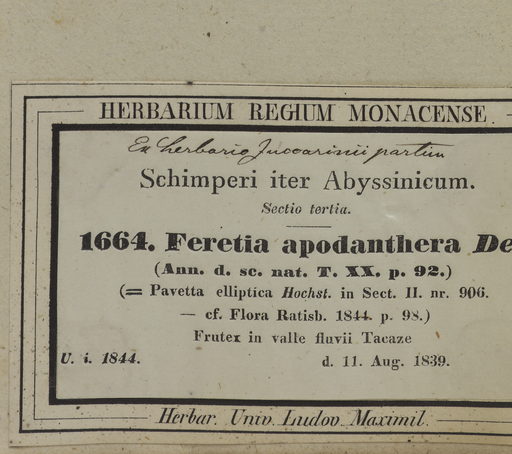 HERBARIUM REGIUM MONACENSE.
Ex herbario Zuccarinii partim
Schimperi iter Abyssinicum.
Sectio tertia.
1664. Feretia apodanthera De
(Ann. d. sc. nat. T. XX. p. 92.)
(= Pavetta elliptica Hochst. in Sect. II. nr. 906.
— cf. Flora Ratisb. 1844. p. 98.)
Frutex in valle fluvii Tacaze
U. i. 1844. d. 11. Aug. 1839.
Herbar. Univ. Ludov. Maximil.